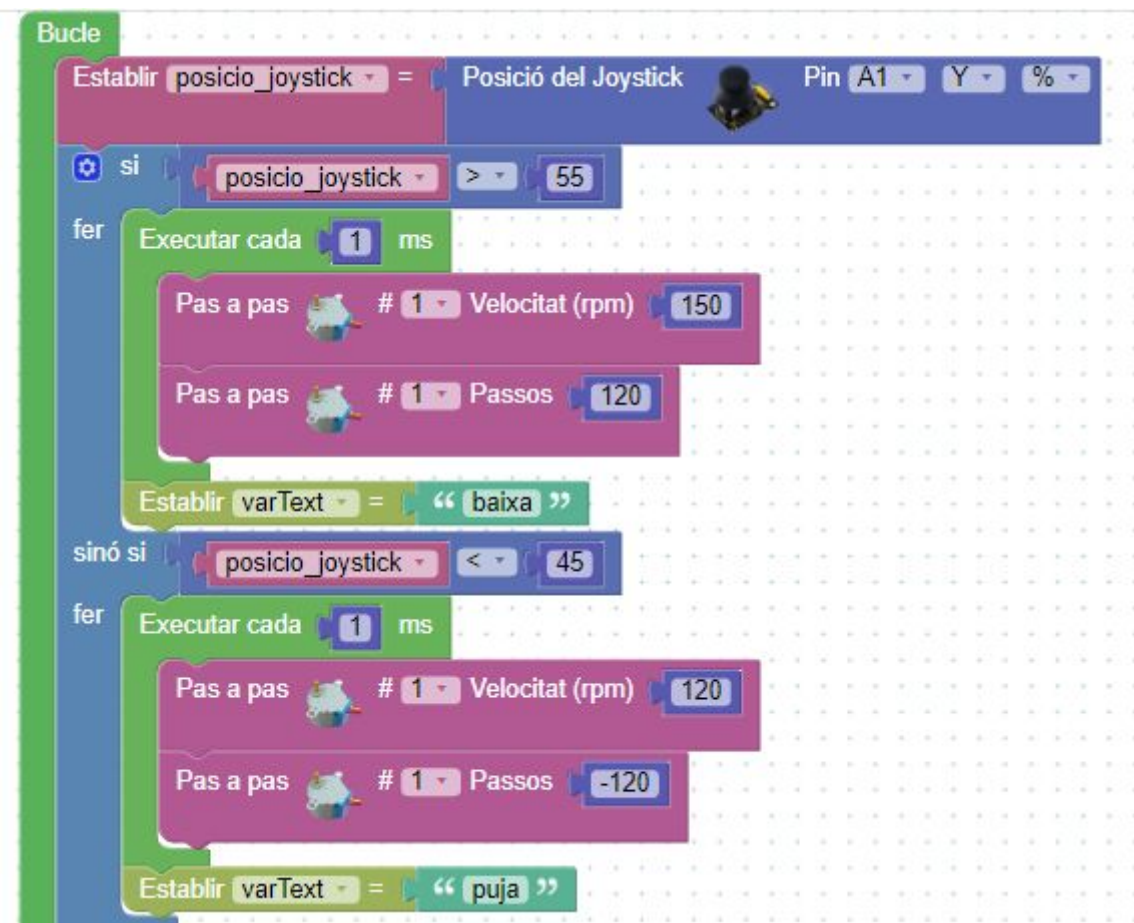 Bucle
Establir posicio_joystick = Posició del Joystick Pin A1 Y %
si posicio_joystick > 55
fer Executar cada 1 ms
Pas a pas # 1 Velocitat (rpm) 150
Pas a pas # 1 Passos 120
Establir varText = “ baixa ”
sinó si posicio_joystick < 45
fer Executar cada 1 ms
Pas a pas # 1 Velocitat (rpm) 120
Pas a pas # 1 Passos -120
Establir varText = “ puja ”